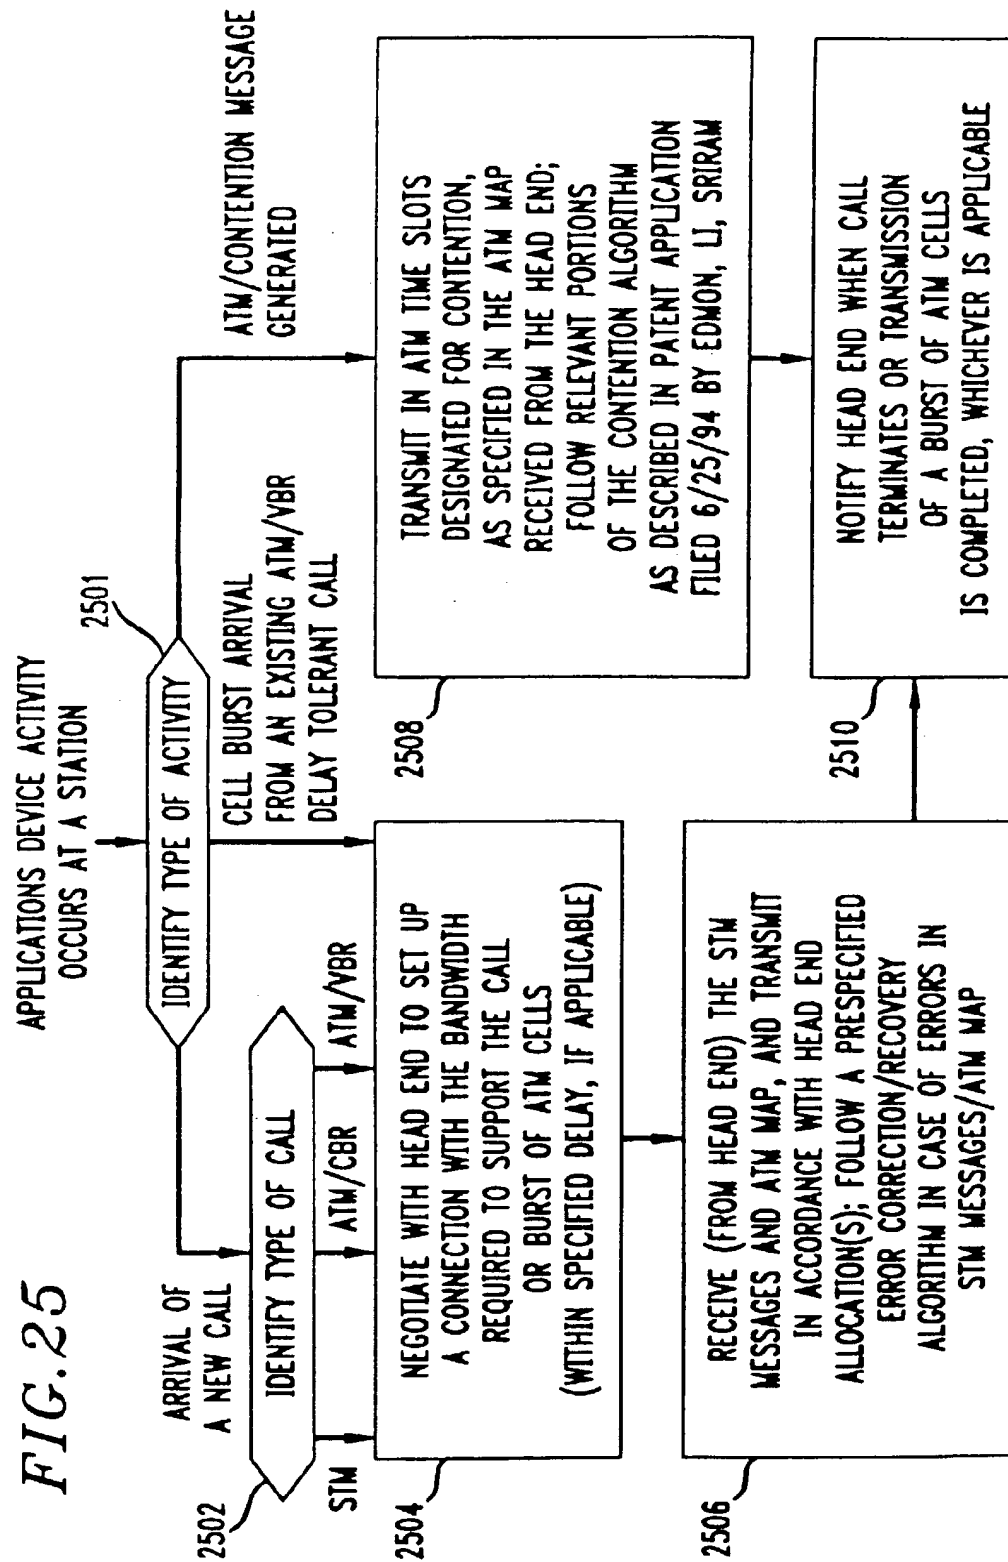 FIG. 25
APPLICATIONS DEVICE ACTIVITY
OCCURS AT A STATION
2501
IDENTIFY TYPE OF ACTIVITY
ARRIVAL OF
A NEW CALL
CELL BURST ARRIVAL
FROM AN EXISTING ATM/VBR
DELAY TOLERANT CALL
ATM/CONTENTION MESSAGE
GENERATED
2502
IDENTIFY TYPE OF CALL
STM
ATM/CBR
ATM/VBR
2504
NEGOTIATE WITH HEAD END TO SET UP
A CONNECTION WITH THE BANDWIDTH
REQUIRED TO SUPPORT THE CALL
OR BURST OF ATM CELLS
(WITHIN SPECIFIED DELAY, IF APPLICABLE)
2508
TRANSMIT IN ATM TIME SLOTS
DESIGNATED FOR CONTENTION,
AS SPECIFIED IN THE ATM MAP
RECEIVED FROM THE HEAD END;
FOLLOW RELEVANT PORTIONS
OF THE CONTENTION ALGORITHM
AS DESCRIBED IN PATENT APPLICATION
FILED 6/25/94 BY EDMON, LI, SRIRAM
2506
RECEIVE (FROM HEAD END) THE STM
MESSAGES AND ATM MAP, AND TRANSMIT
IN ACCORDANCE WITH HEAD END
ALLOCATION(S); FOLLOW A PRESPECIFIED
ERROR CORRECTION/RECOVERY
ALGORITHM IN CASE OF ERRORS IN
STM MESSAGES/ATM MAP
2510
NOTIFY HEAD END WHEN CALL
TERMINATES OR TRANSMISSION
OF A BURST OF ATM CELLS
IS COMPLETED, WHICHEVER IS APPLICABLE